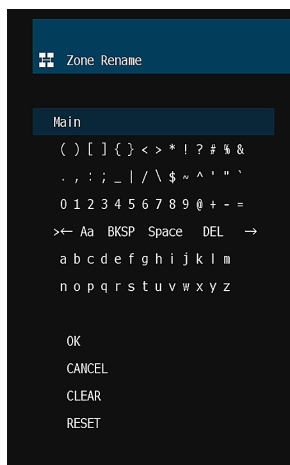 Zone Rename
Main
( ) [ ] { } < > * ! ? # % &
. , : ; _ | / \ $ ~ ^ ' " `
0 1 2 3 4 5 6 7 8 9 @ + - =
>← Aa BKSP Space DEL →
a b c d e f g h i j k l m
n o p q r s t u v w x y z
OK
CANCEL
CLEAR
RESET